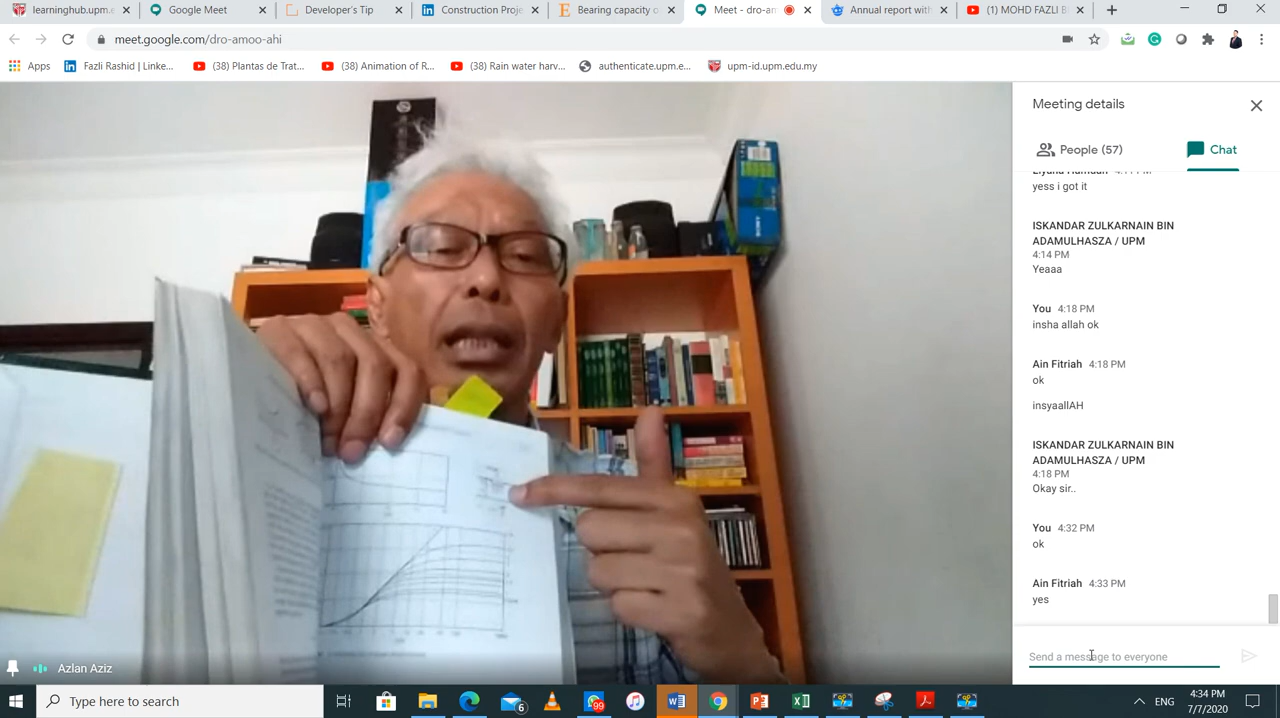 learninghub.upm.e
Google Meet
Developer's Tip
Construction Proje
Bearing capacity o
Meet - dro-a
Annual report with
(1) MOHD FAZLI B
meet.google.com/dro-amoo-ahi
Apps
Fazli Rashid | Linke...
(38) Plantas de Trat...
(38) Animation of R...
(38) Rain water harv...
authenticate.upm.e...
upm-id.upm.edu.my
Meeting details
People (57)
Chat
yess i got it
ISKANDAR ZULKARNAIN BIN
ADAMULHASZA / UPM
4:14 PM
Yeaaa
You 4:18 PM
insha allah ok
Ain Fitriah 4:18 PM
ok
insyaallAH
ISKANDAR ZULKARNAIN BIN
ADAMULHASZA / UPM
4:18 PM
Okay sir..
You 4:32 PM
ok
Ain Fitriah 4:33 PM
yes
Send a message to everyone
Azlan Aziz
SONY
Type here to search
6
99
ENG
4:34 PM
7/7/2020